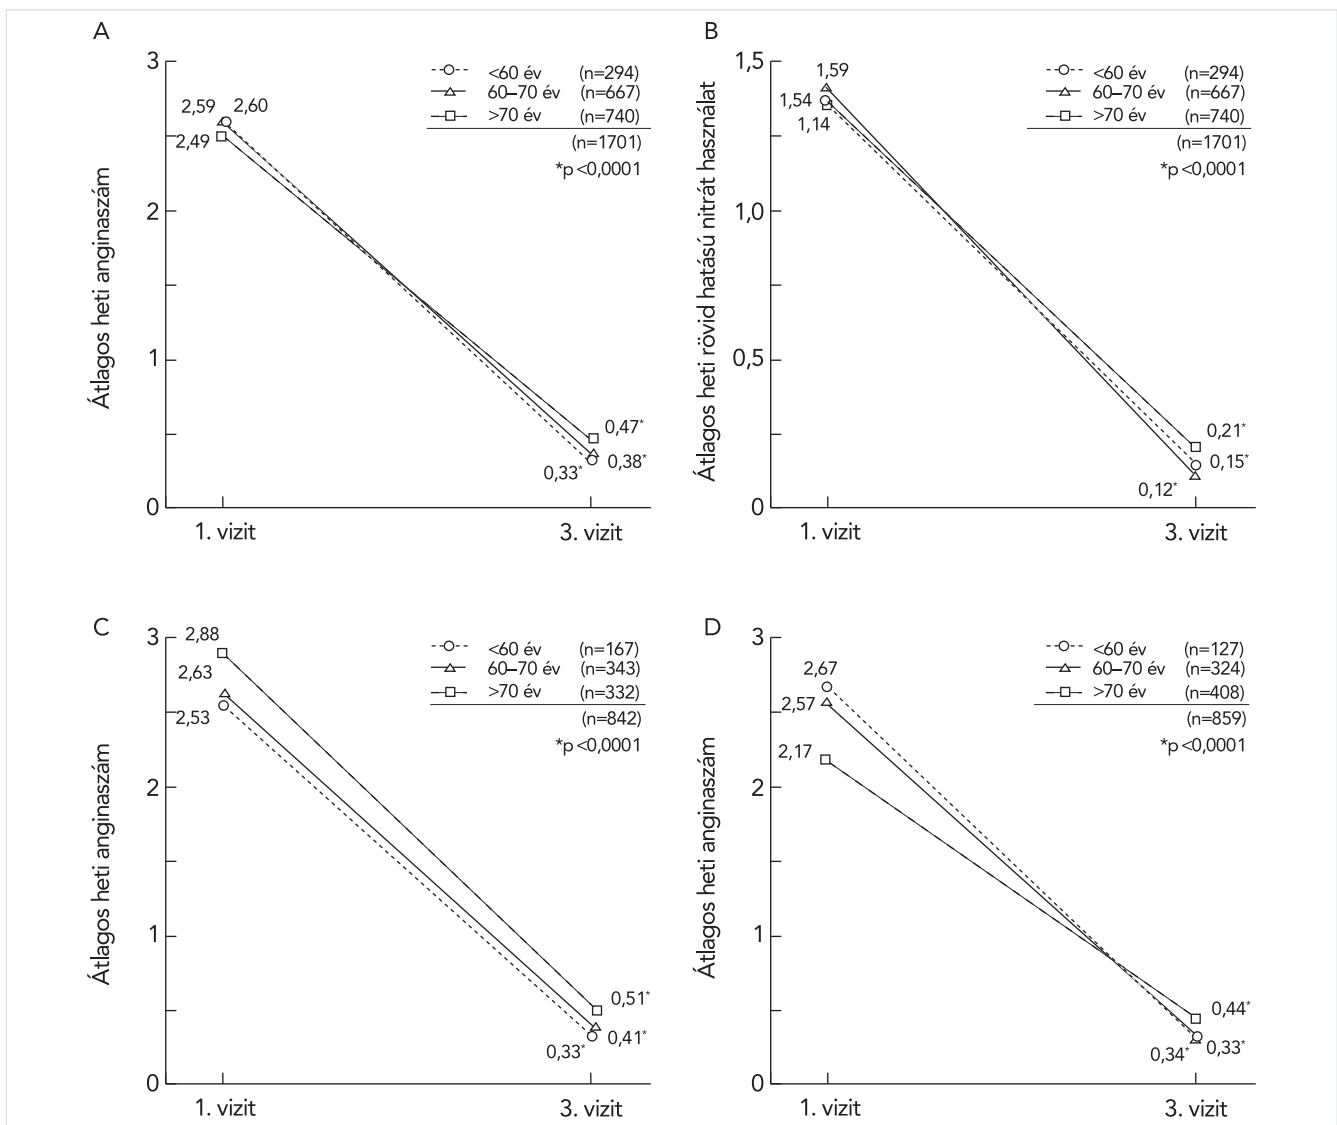 A
Átlagos heti anginaszám
3
2
1
0
2,59
2,60
2,49
<60 év (n=294)
60–70 év (n=667)
>70 év (n=740)
(n=1701)
*p<0,0001
0,47*
0,38*
0,33*
1. vizit
3. vizit
B
Átlagos heti rövid hatású nitrát használat
1,5
1,0
0,5
0
1,59
1,54
1,14
<60 év (n=294)
60–70 év (n=667)
>70 év (n=740)
(n=1701)
*p<0,0001
0,21*
0,15*
0,12*
1. vizit
3. vizit
C
Átlagos heti anginaszám
3
2
1
0
2,88
2,63
2,53
<60 év (n=167)
60–70 év (n=343)
>70 év (n=332)
(n=842)
*p<0,0001
0,51*
0,41*
0,33*
1. vizit
3. vizit
D
Átlagos heti anginaszám
3
2
1
0
2,67
2,57
2,17
<60 év (n=127)
60–70 év (n=324)
>70 év (n=408)
(n=859)
*p<0,0001
0,44*
0,33*
0,34*
1. vizit
3. vizit